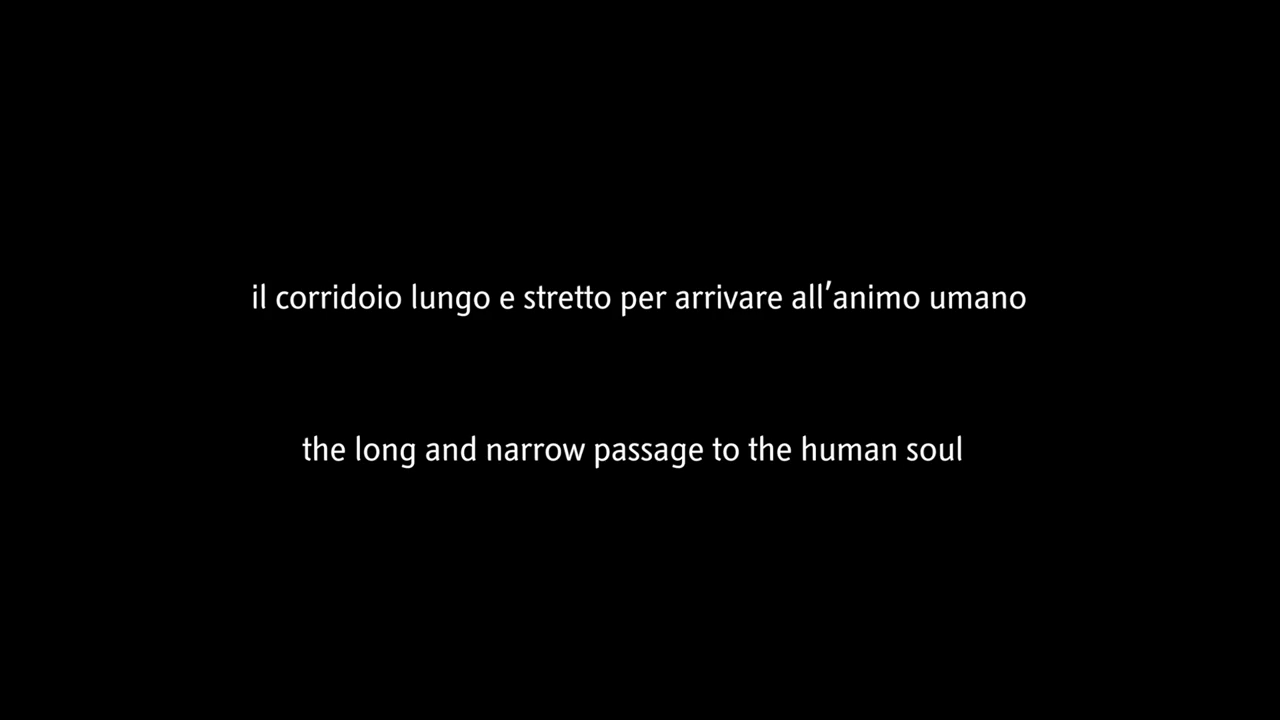 il corridoio lungo e stretto per arrivare all’animo umano
the long and narrow passage to the human soul